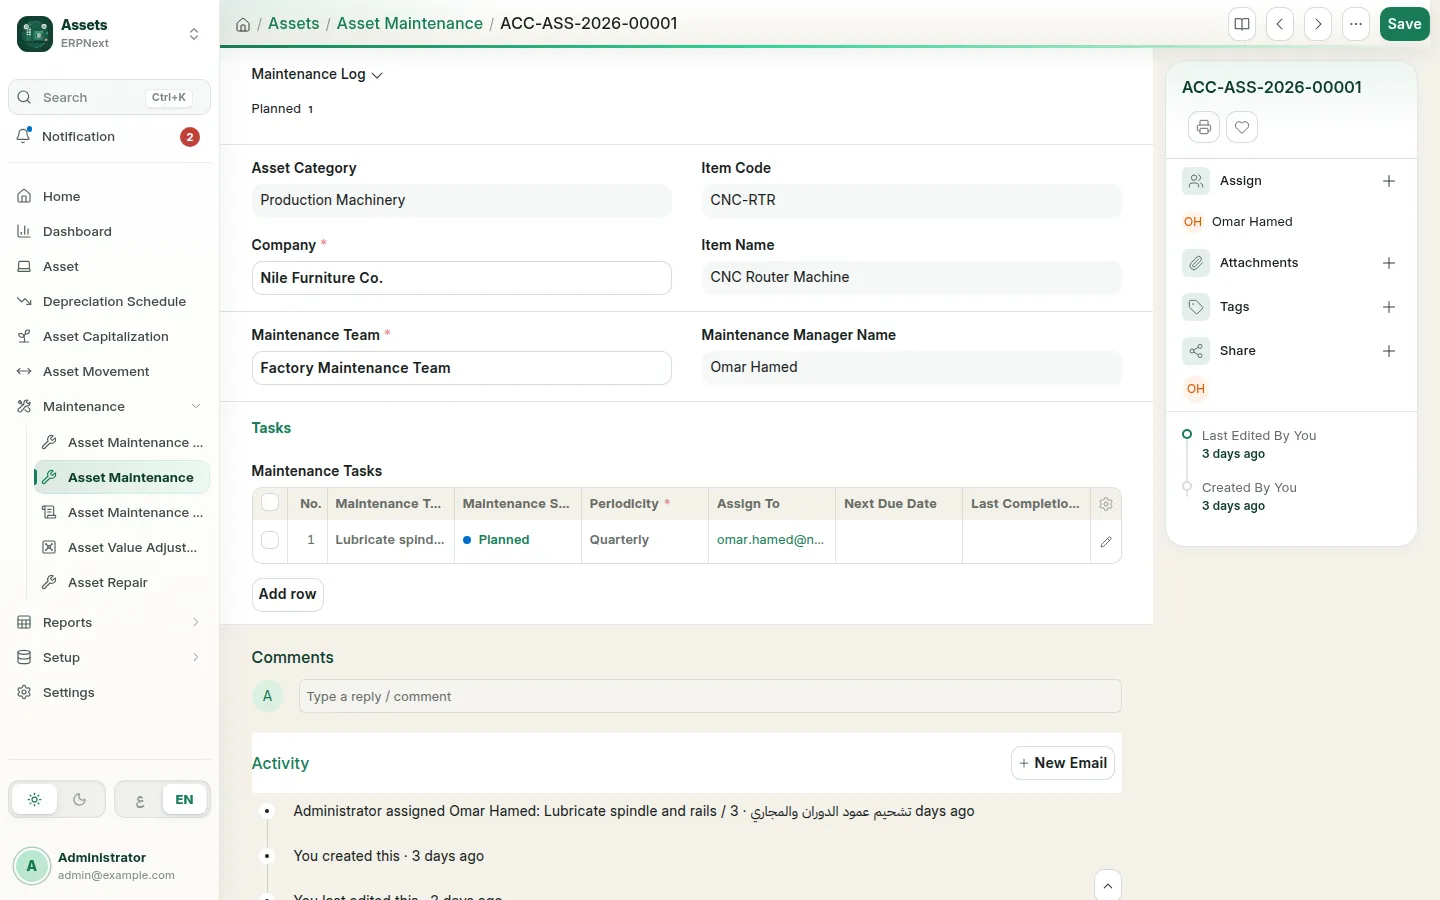 Assets
ERPNext
Search
Ctrl+K
Notification
2
Home
Dashboard
Asset
Depreciation Schedule
Asset Capitalization
Asset Movement
Maintenance
Asset Maintenance ...
Asset Maintenance
Asset Maintenance ...
Asset Value Adjust...
Asset Repair
Reports
Setup
Settings
ع
EN
A
Administrator
admin@example.com
/ Assets / Asset Maintenance / ACC-ASS-2026-00001
Save
Maintenance Log
Planned 1
Asset Category
Production Machinery
Item Code
CNC-RTR
Company *
Nile Furniture Co.
Item Name
CNC Router Machine
Maintenance Team *
Factory Maintenance Team
Maintenance Manager Name
Omar Hamed
Tasks
Maintenance Tasks
No. Maintenance T... Maintenance S... Periodicity * Assign To Next Due Date Last Completio...
1 Lubricate spind... Planned Quarterly omar.hamed@n...
Add row
Comments
A
Type a reply / comment
Activity
+ New Email
Administrator assigned Omar Hamed: Lubricate spindle and rails / تشحيم عمود الدوران والمجاري · 3 days ago
You created this · 3 days ago
You last edited this · 3 days ago
ACC-ASS-2026-00001
Assign
OH Omar Hamed
Attachments
Tags
Share
OH
Last Edited By You
3 days ago
Created By You
3 days ago